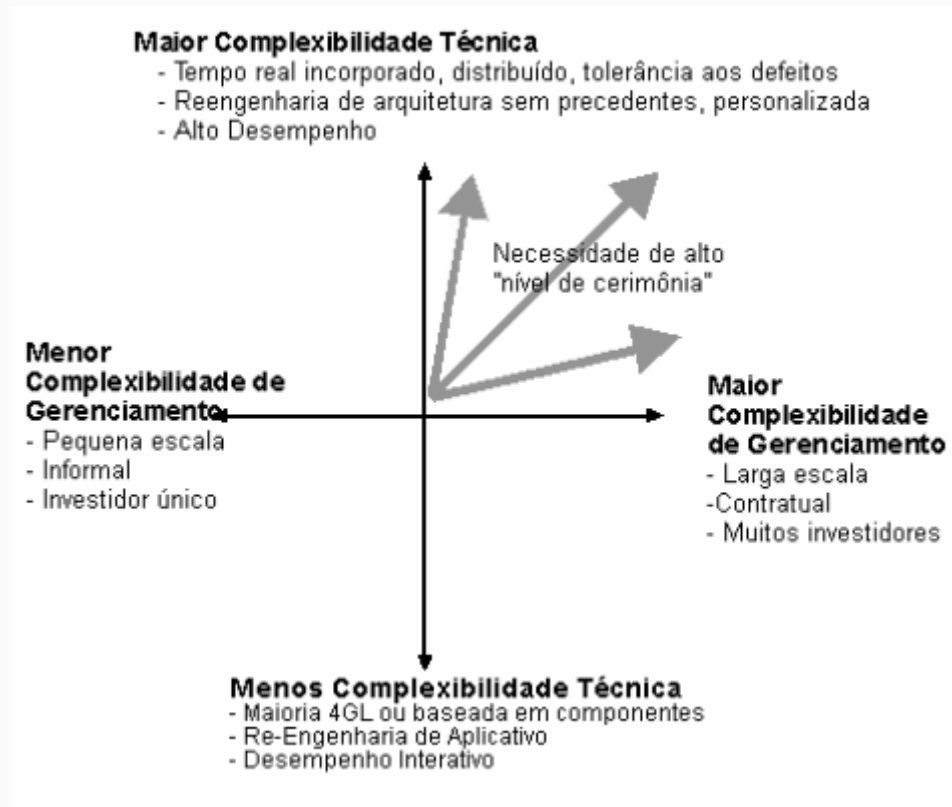 Maior Complexibilidade Técnica
- Tempo real incorporado, distribuído, tolerância aos defeitos
- Reengenharia de arquitetura sem precedentes, personalizada
- Alto Desempenho
Necessidade de alto
"nível de cerimônia"
Menor
Complexibilidade de
Gerenciamento
- Pequena escala
- Informal
- Investidor único
Maior
Complexibilidade
de Gerenciamento
- Larga escala
-Contratual
- Muitos investidores
Menos Complexibilidade Técnica
- Maioria 4GL ou baseada em componentes
- Re-Engenharia de Aplicativo
- Desempenho Interativo